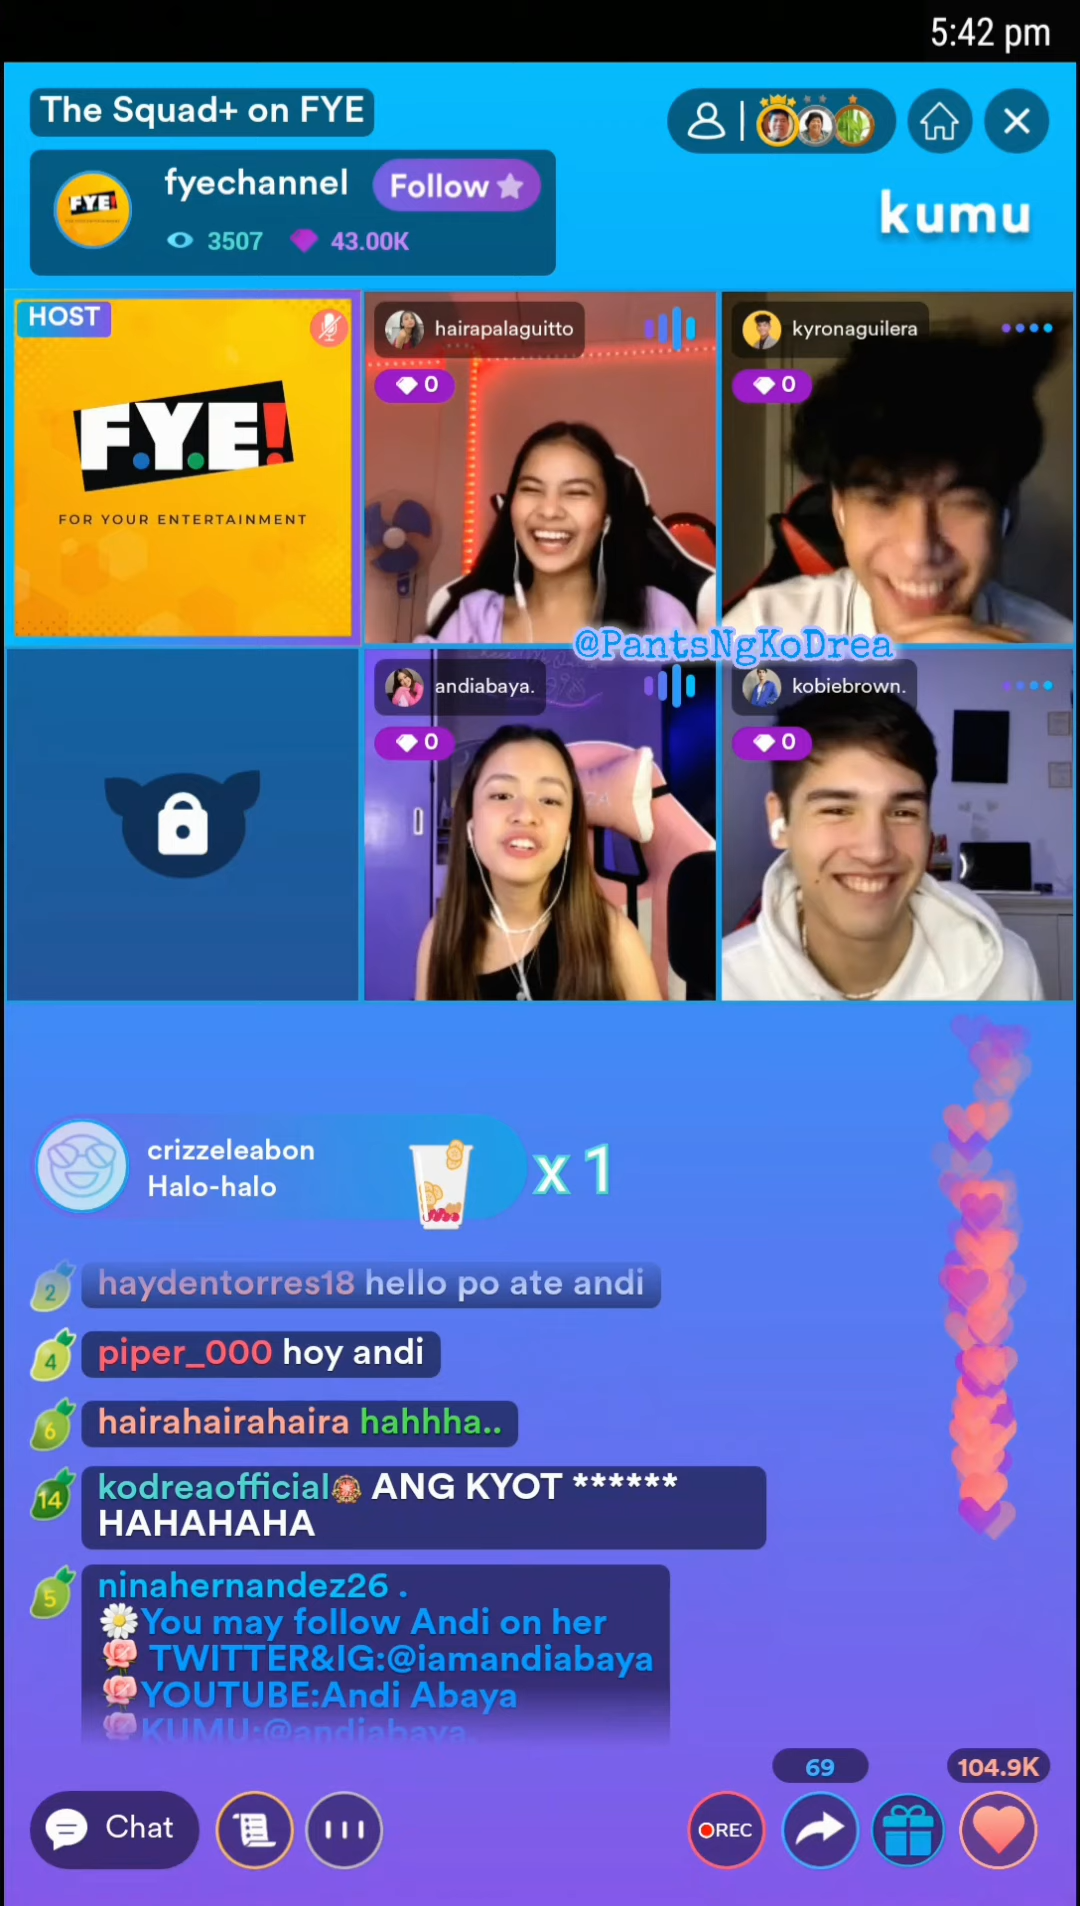 5:42 pm
The Squad+ on FYE
fyechannel
Follow
3507
43.00K
kumu
HOST
F.Y.E!
FOR YOUR ENTERTAINMENT
hairapalaguitto
0
kyronaguilera
0
@PantsNgKoDrea
andiabaya.
0
kobiebrown.
0
crizzeleabon
Halo-halo
x 1
2 haydentorres18 hello po ate andi
4 piper_000 hoy andi
6 hairahairahaira hahhha..
14 kodreaofficial ANG KYOT ******
HAHAHAHA
5 ninahernandez26 .
You may follow Andi on her
TWITTER&IG:@iamandiabaya
YOUTUBE:Andi Abaya
KUMU:@andiabaya
69
104.9K
Chat
REC